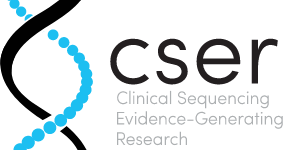 cser
Clinical Sequencing
Evidence-Generating
Research